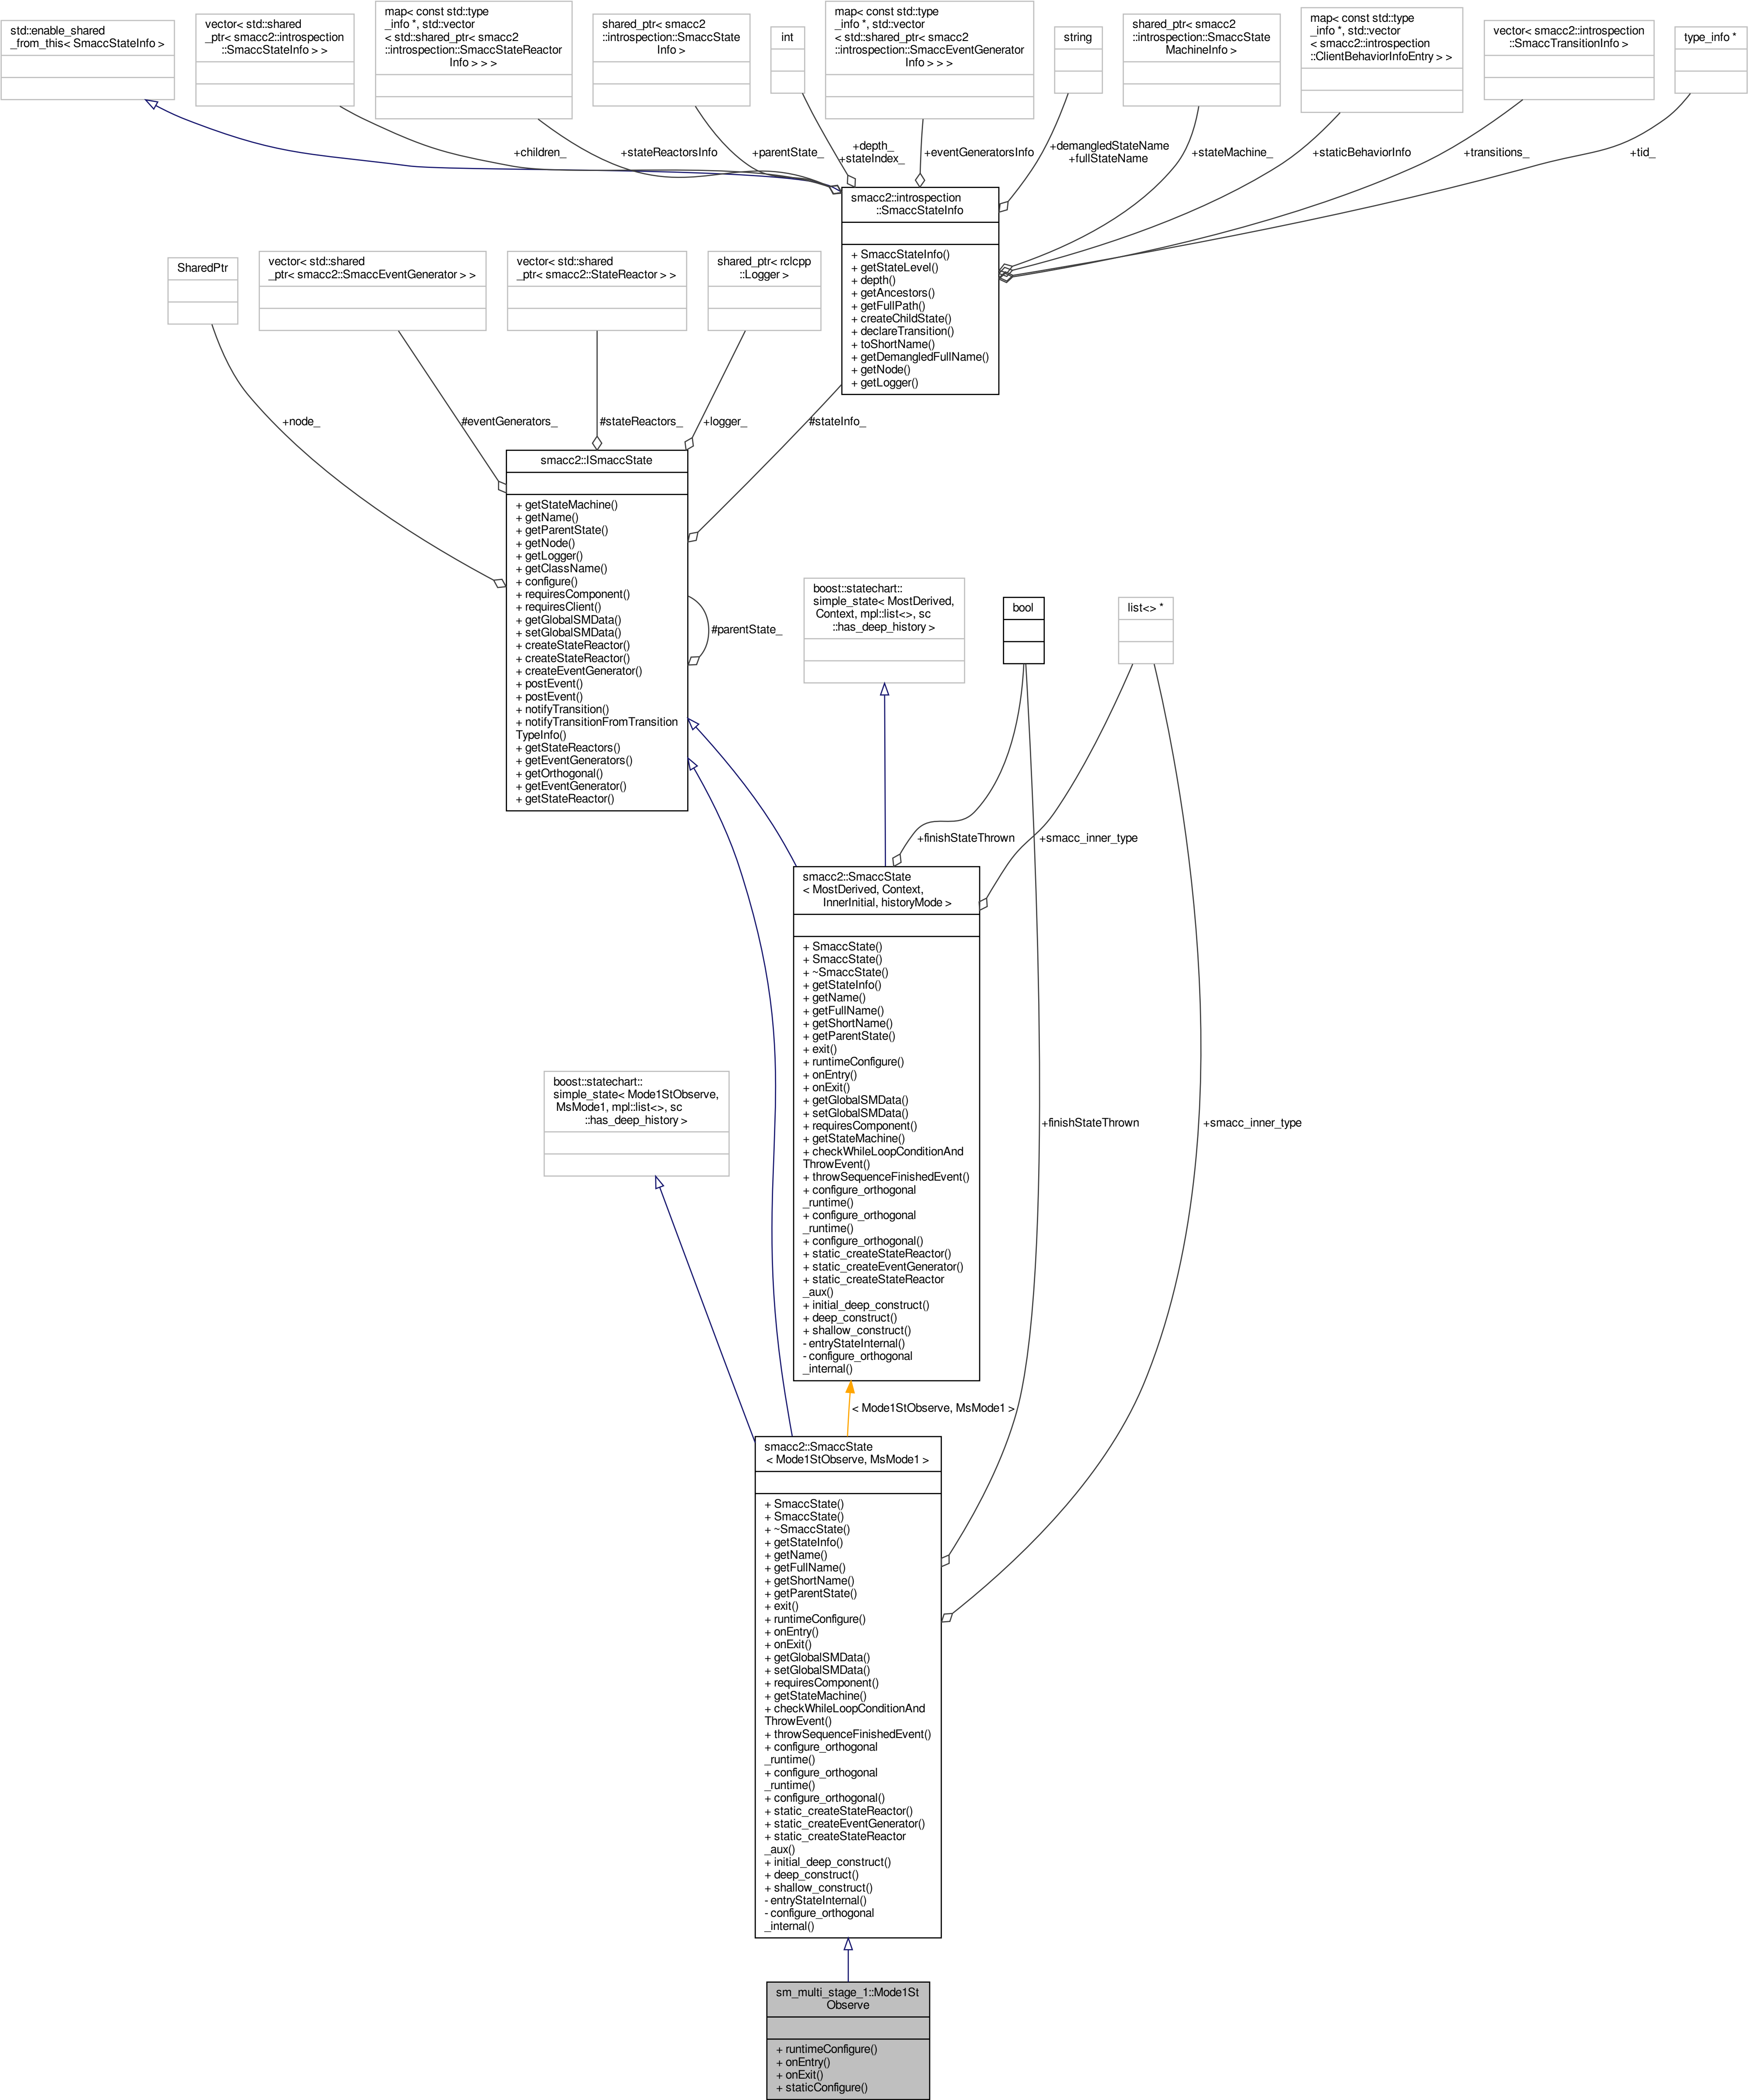 std::enable_shared
_from_this< SmaccStateInfo >
vector< std::shared
_ptr< smacc2::introspection
::SmaccStateInfo > >
map< const std::type
_info *, std::vector
< std::shared_ptr< smacc2
::introspection::SmaccStateReactor
Info > > >
shared_ptr< smacc2
::introspection::SmaccState
Info >
int
map< const std::type
_info *, std::vector
< std::shared_ptr< smacc2
::introspection::SmaccEventGenerator
Info > > >
string
shared_ptr< smacc2
::introspection::SmaccState
MachineInfo >
map< const std::type
_info *, std::vector
< smacc2::introspection
::ClientBehaviorInfoEntry > >
vector< smacc2::introspection
::SmaccTransitionInfo >
type_info *
+children_
+stateReactorsInfo
+parentState_
+depth_
+stateIndex_
+eventGeneratorsInfo
+demangledStateName
+fullStateName
+stateMachine_
+staticBehaviorInfo
+transitions_
+tid_
smacc2::introspection
::SmaccStateInfo
+ SmaccStateInfo()
+ getStateLevel()
+ depth()
+ getAncestors()
+ getFullPath()
+ createChildState()
+ declareTransition()
+ toShortName()
+ getDemangledFullName()
+ getNode()
+ getLogger()
SharedPtr
vector< std::shared
_ptr< smacc2::SmaccEventGenerator > >
vector< std::shared
_ptr< smacc2::StateReactor > >
shared_ptr< rclcpp
::Logger >
+node_
#eventGenerators_
#stateReactors_
+logger_
#stateInfo_
smacc2::ISmaccState
+ getStateMachine()
+ getName()
+ getParentState()
+ getNode()
+ getLogger()
+ getClassName()
+ configure()
+ requiresComponent()
+ requiresClient()
+ getGlobalSMData()
+ setGlobalSMData()
+ createStateReactor()
+ createStateReactor()
+ createEventGenerator()
+ postEvent()
+ postEvent()
+ notifyTransition()
+ notifyTransitionFromTransition
TypeInfo()
+ getStateReactors()
+ getEventGenerators()
+ getOrthogonal()
+ getEventGenerator()
+ getStateReactor()
#parentState_
boost::statechart::
simple_state< MostDerived,
Context, mpl::list<>, sc
::has_deep_history >
bool
list<> *
+finishStateThrown
+smacc_inner_type
smacc2::SmaccState
< MostDerived, Context,
InnerInitial, historyMode >
+ SmaccState()
+ SmaccState()
+ ~SmaccState()
+ getStateInfo()
+ getName()
+ getFullName()
+ getShortName()
+ getParentState()
+ exit()
+ runtimeConfigure()
+ onEntry()
+ onExit()
+ getGlobalSMData()
+ setGlobalSMData()
+ requiresComponent()
+ getStateMachine()
+ checkWhileLoopConditionAnd
ThrowEvent()
+ throwSequenceFinishedEvent()
+ configure_orthogonal
_runtime()
+ configure_orthogonal
_runtime()
+ configure_orthogonal()
+ static_createStateReactor()
+ static_createEventGenerator()
+ static_createStateReactor
_aux()
+ initial_deep_construct()
+ deep_construct()
+ shallow_construct()
- entryStateInternal()
- configure_orthogonal
_internal()
boost::statechart::
simple_state< Mode1StObserve,
MsMode1, mpl::list<>, sc
::has_deep_history >
+finishStateThrown
+smacc_inner_type
< Mode1StObserve, MsMode1 >
smacc2::SmaccState
< Mode1StObserve, MsMode1 >
+ SmaccState()
+ SmaccState()
+ ~SmaccState()
+ getStateInfo()
+ getName()
+ getFullName()
+ getShortName()
+ getParentState()
+ exit()
+ runtimeConfigure()
+ onEntry()
+ onExit()
+ getGlobalSMData()
+ setGlobalSMData()
+ requiresComponent()
+ getStateMachine()
+ checkWhileLoopConditionAnd
ThrowEvent()
+ throwSequenceFinishedEvent()
+ configure_orthogonal
_runtime()
+ configure_orthogonal
_runtime()
+ configure_orthogonal()
+ static_createStateReactor()
+ static_createEventGenerator()
+ static_createStateReactor
_aux()
+ initial_deep_construct()
+ deep_construct()
+ shallow_construct()
- entryStateInternal()
- configure_orthogonal
_internal()
sm_multi_stage_1::Mode1St
Observe
+ runtimeConfigure()
+ onEntry()
+ onExit()
+ staticConfigure()